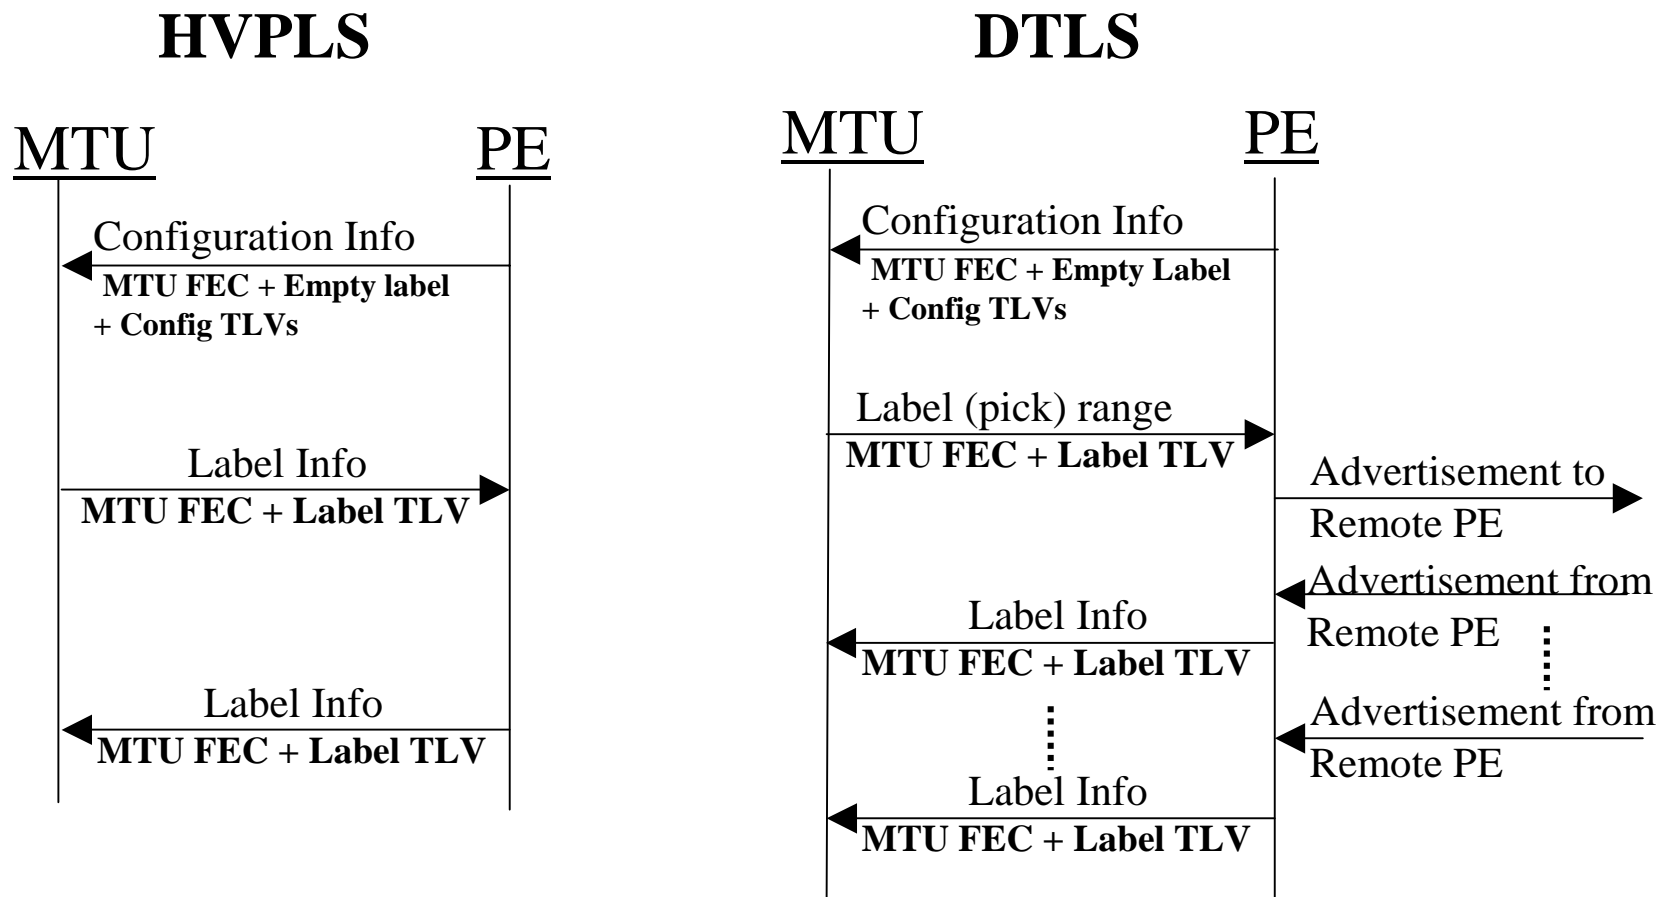 HVPLS
MTU
PE
Configuration Info
MTU FEC + Empty label
+ Config TLVs
Label Info
MTU FEC + Label TLV
Label Info
MTU FEC + Label TLV
DTLS
MTU
PE
Configuration Info
MTU FEC + Empty Label
+ Config TLVs
Label (pick) range
MTU FEC + Label TLV
Advertisement to
Remote PE
Advertisement from
Remote PE
Label Info
MTU FEC + Label TLV
Advertisement from
Remote PE
Label Info
MTU FEC + Label TLV